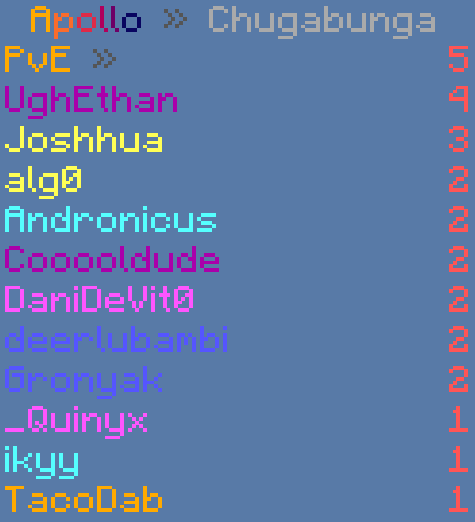 Apollo » Chugabunga
PvE » 5
UghEthan 4
Joshhua 3
alg0 2
Andronicus 2
Cooooldude 2
DaniDeVit0 2
deerlubambi 2
Gronyak 2
_Quinyx 1
ikyy 1
TacoDab 1